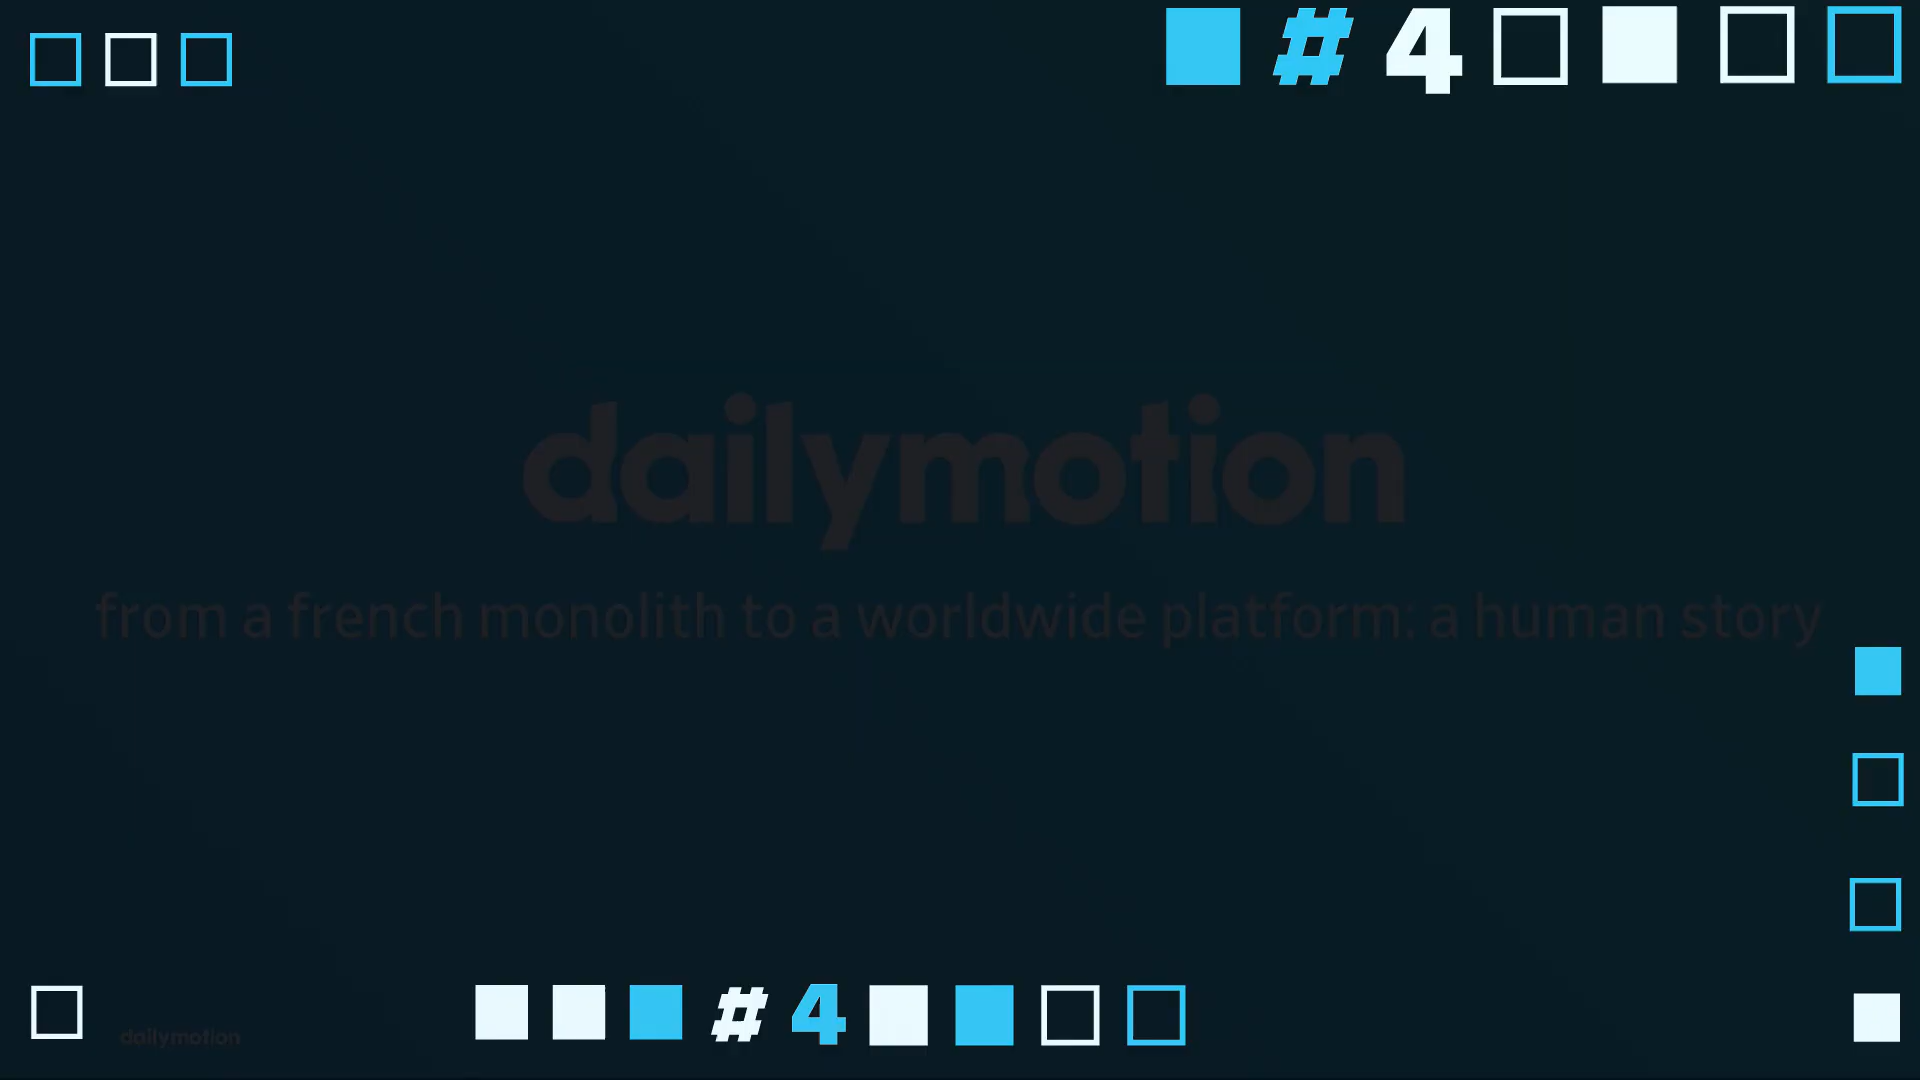 #4
dailymotion
from a french monolith to a worldwide platform: a human story
dailymotion
#4